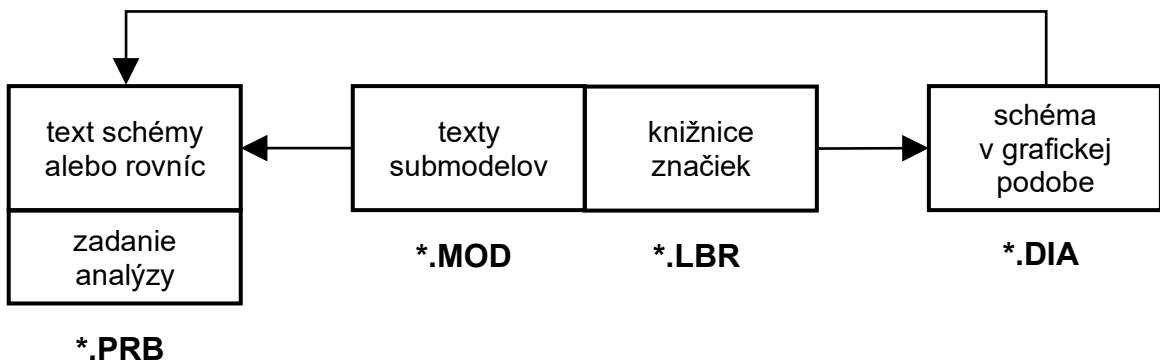 text schémy
alebo rovníc
zadanie
analýzy
*.PRB
texty
submodelov
*.MOD
knižnice
značiek
*.LBR
schéma
v grafickej
podobe
*.DIA